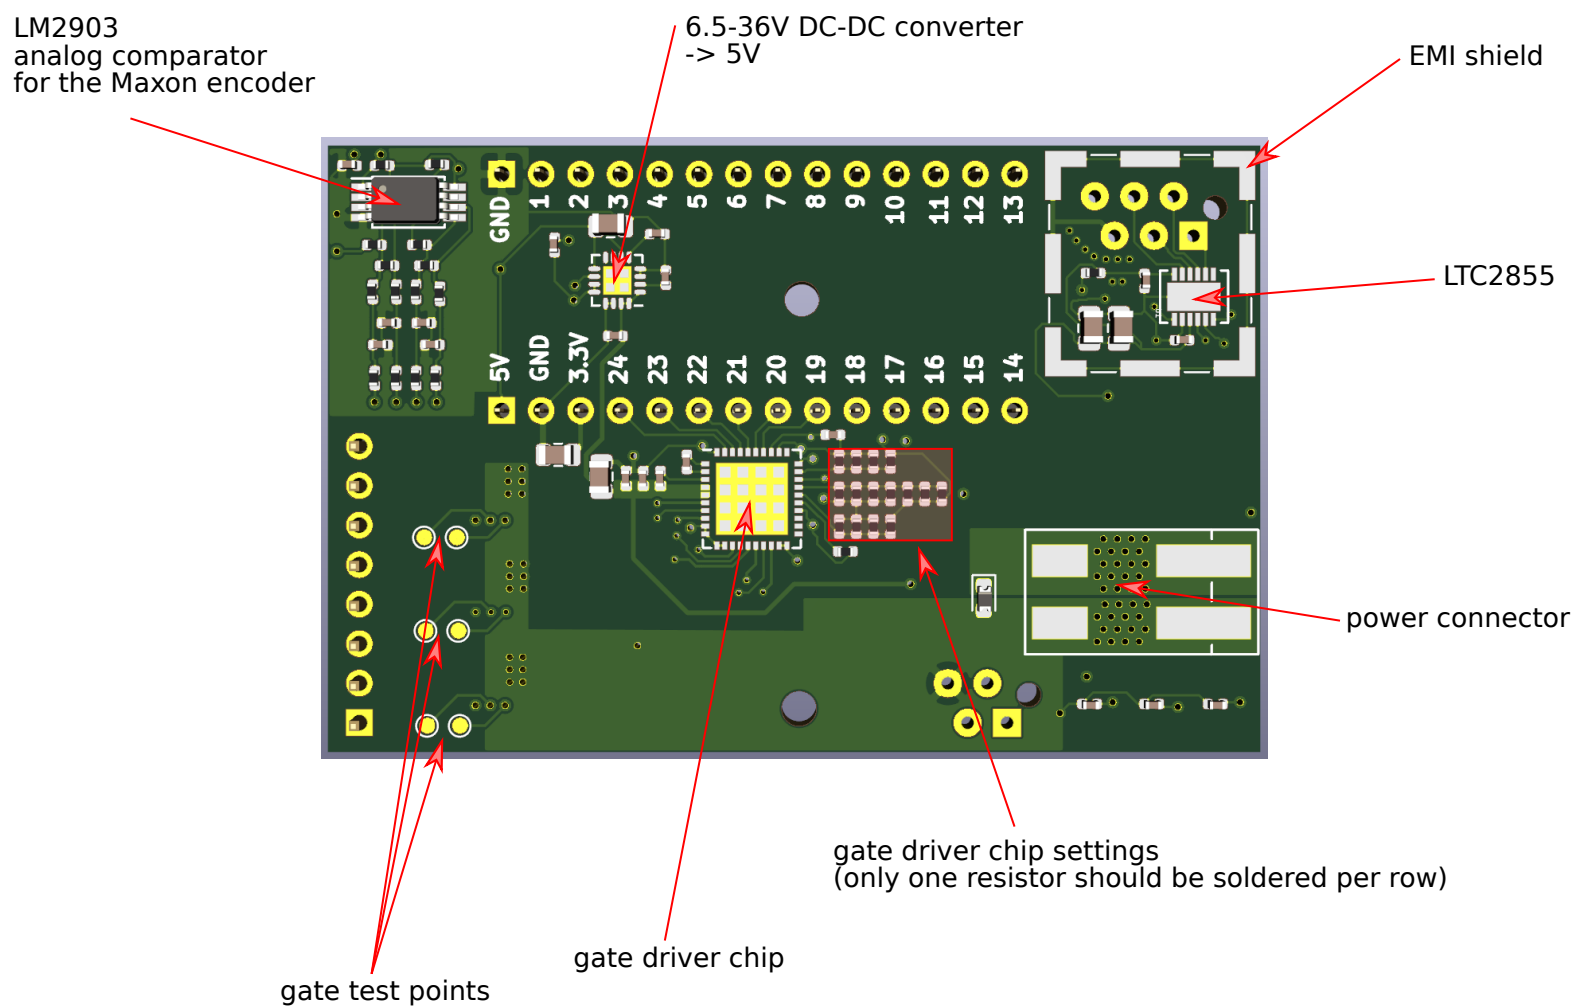 LM2903
analog comparator
for the Maxon encoder
6.5-36V DC-DC converter
-> 5V
EMI shield
GND 1 2 3 4 5 6 7 8 9 10 11 12 13
LTC2855
5V GND 3.3V 24 23 22 21 20 19 18 17 16 15 14
power connector
gate driver chip settings
(only one resistor should be soldered per row)
gate driver chip
gate test points